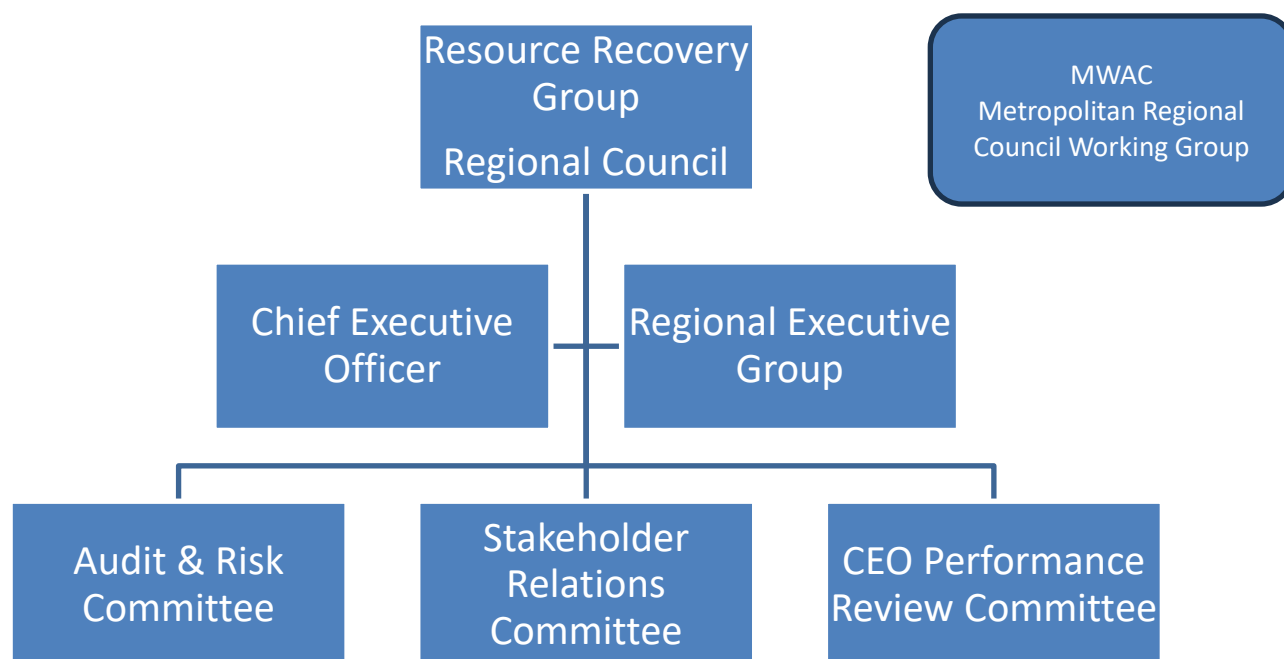 Resource Recovery
Group
Regional Council
MWAC
Metropolitan Regional
Council Working Group
Chief Executive
Officer
Regional Executive
Group
Audit & Risk
Committee
Stakeholder
Relations
Committee
CEO Performance
Review Committee